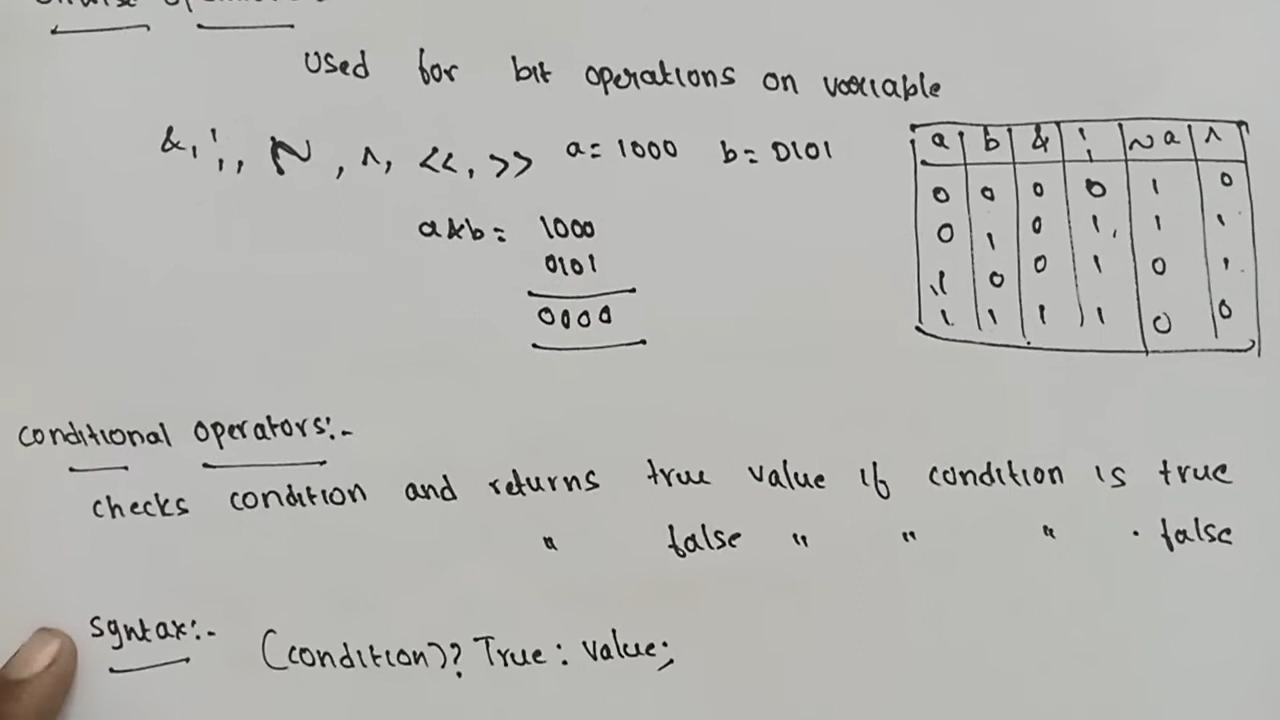 Used for bit operations on variable
&, ¦, ~, ^, <<, >> a = 1000 b = 0101
a & b = 1000
0101
0000
a b & ¦ ~a ^
0 0 0 0 1 0
0 1 0 1 1 1
1 0 0 1 0 1
1 1 1 1 0 0
Conditional operators:-
checks condition and returns true value if condition is true
" false " " " . false
Syntax:- (condition)? True : value;